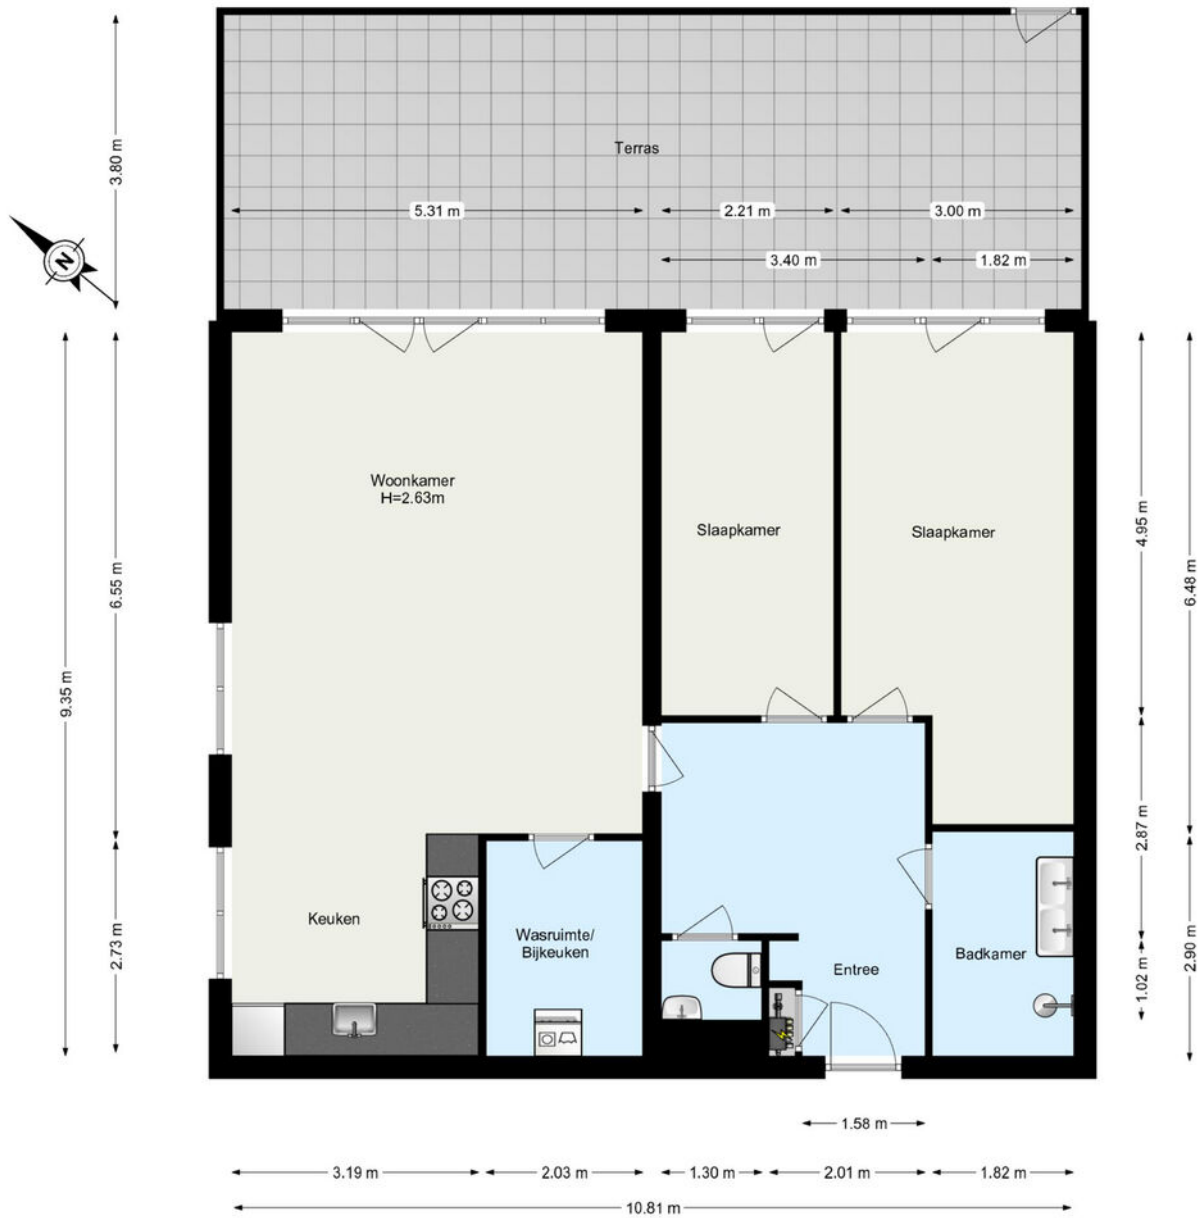 3.80 m
Terras
5.31 m
2.21 m
3.00 m
3.40 m
1.82 m
N
Woonkamer
H=2.63m
Slaapkamer
Slaapkamer
4.95 m
6.48 m
6.55 m
9.35 m
2.87 m
Keuken
Wasruimte/
Bijkeuken
Badkamer
Entree
2.73 m
1.02 m
2.90 m
1.58 m
3.19 m
2.03 m
1.30 m
2.01 m
1.82 m
10.81 m